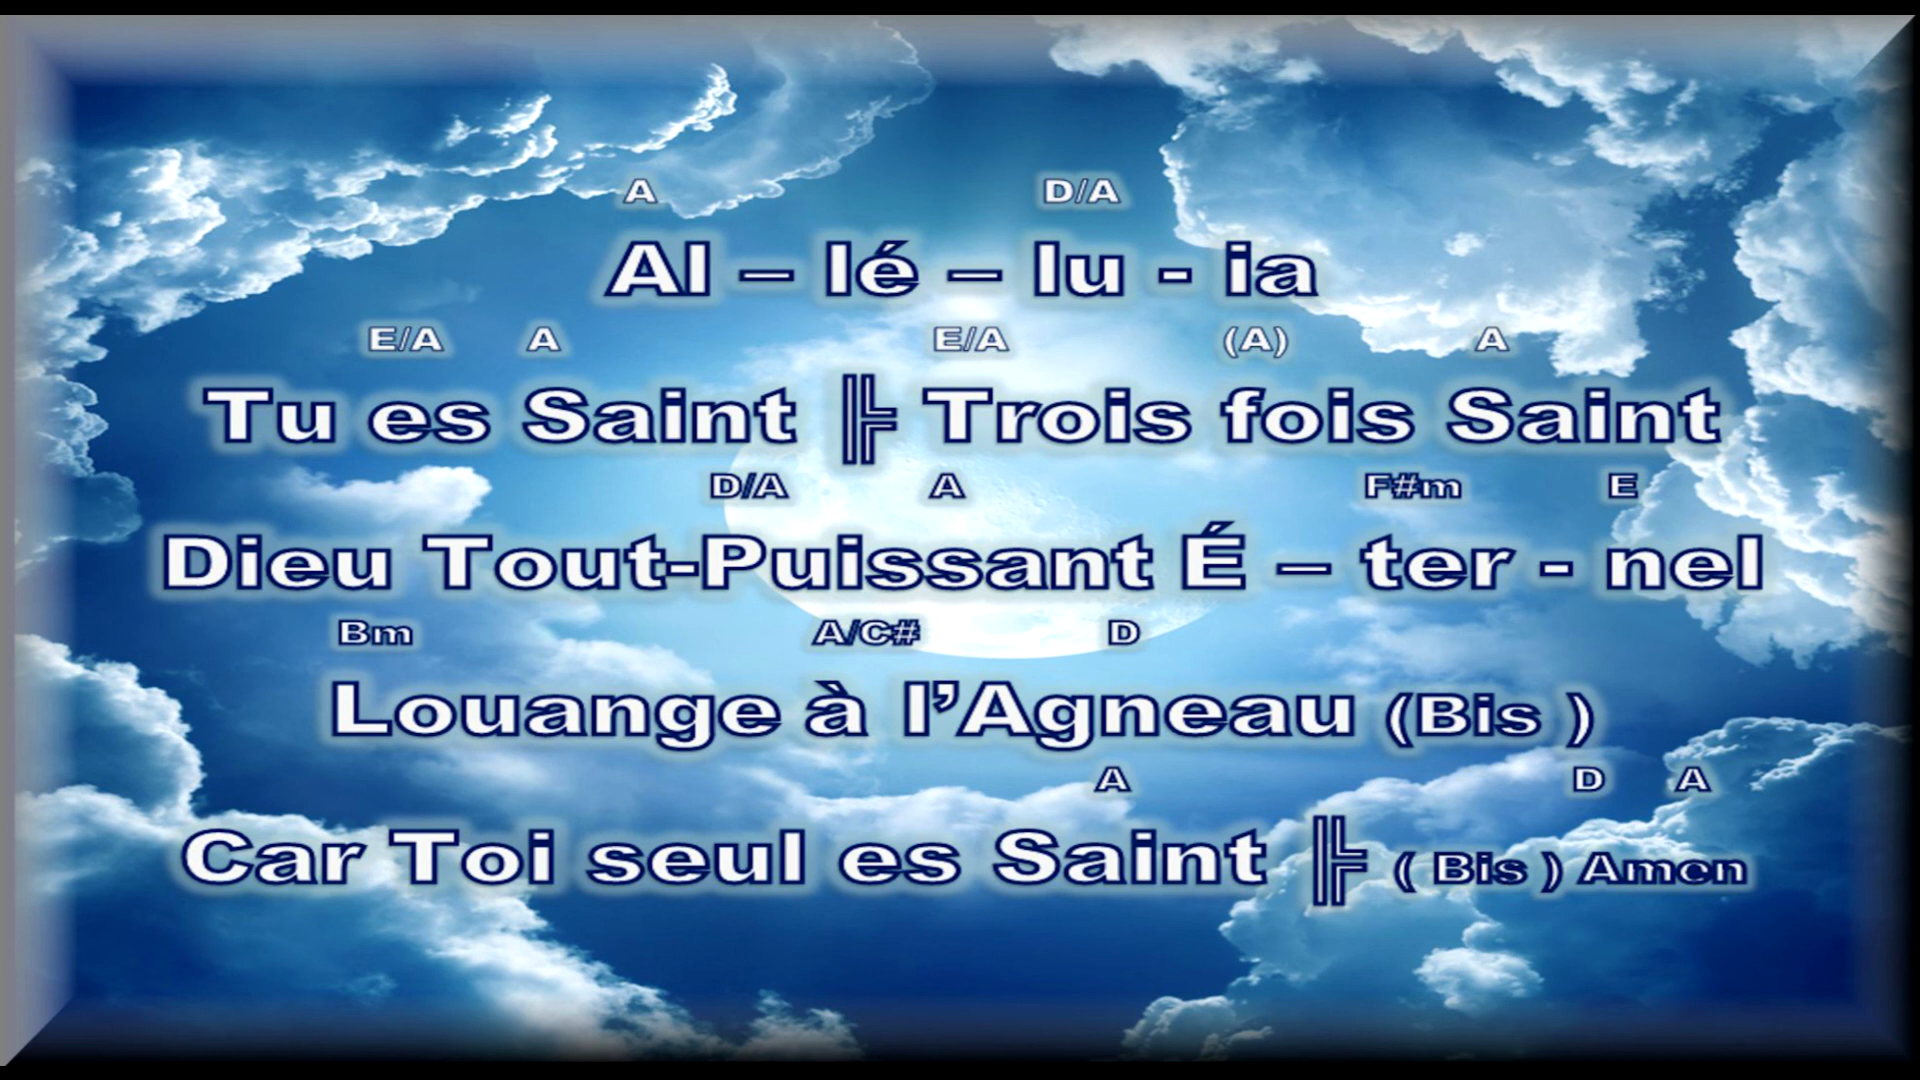 A D/A
Al – lé – lu - ia
E/A A E/A (A) A
Tu es Saint ╠ Trois fois Saint
D/A A F#m E
Dieu Tout-Puissant É – ter - nel
Bm A/C# D
Louange à l’Agneau (Bis )
A D A
Car Toi seul es Saint ╠ ( Bis ) Amen